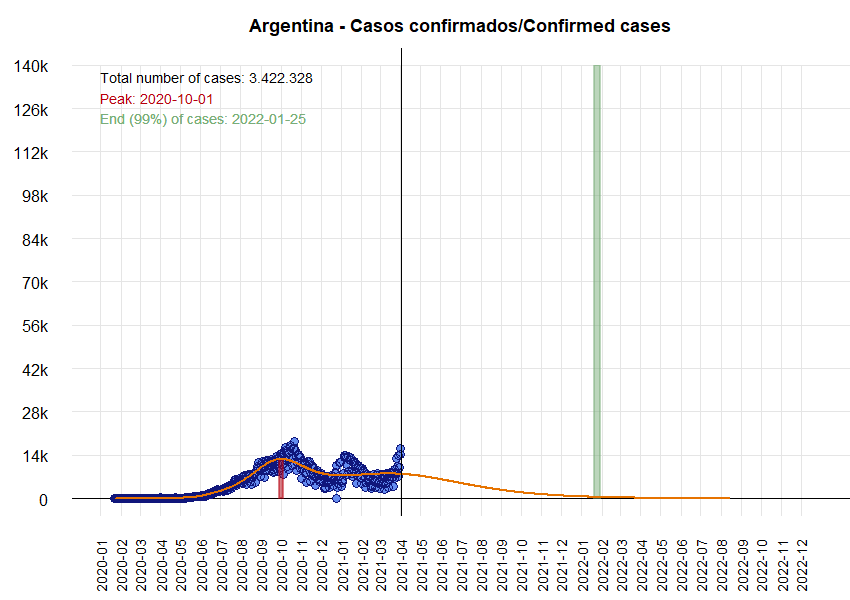 Argentina - Casos confirmados/Confirmed cases
140k
126k
112k
98k
84k
70k
56k
42k
28k
14k
0
Total number of cases: 3.422.328
Peak: 2020-10-01
End (99%) of cases: 2022-01-25
2020-01
2020-02
2020-03
2020-04
2020-05
2020-06
2020-07
2020-08
2020-09
2020-10
2020-11
2020-12
2021-01
2021-02
2021-03
2021-04
2021-05
2021-06
2021-07
2021-08
2021-09
2021-10
2021-11
2021-12
2022-01
2022-02
2022-03
2022-04
2022-05
2022-06
2022-07
2022-08
2022-09
2022-10
2022-11
2022-12